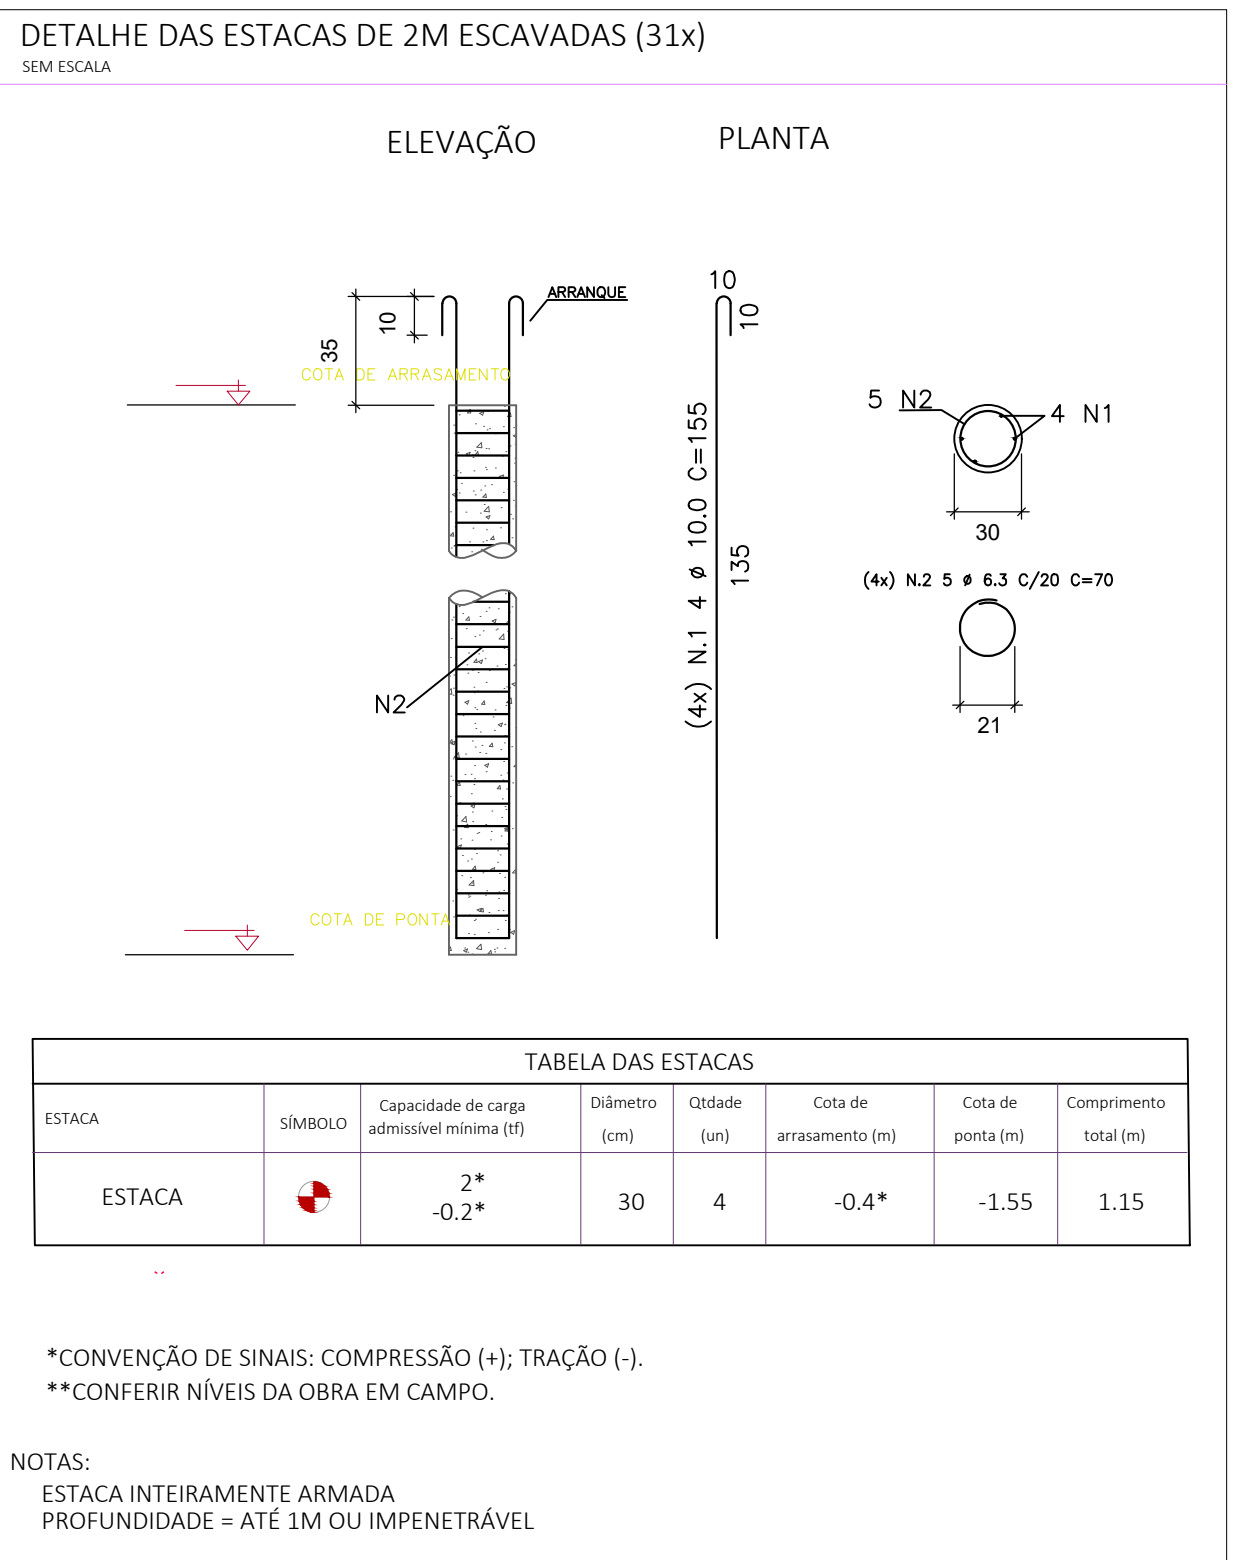 DETALHE DAS ESTACAS DE 2M ESCAVADAS (31x)
SEM ESCALA
ELEVAÇÃO
PLANTA
ARRANQUE
10
35
COTA DE ARRASAMENTO
N2
COTA DE PONTA
10
10
(4x) N.1 4 ø 10.0 C=155
135
5 N2
4 N1
30
(4x) N.2 5 ø 6.3 C/20 C=70
21
TABELA DAS ESTACAS
ESTACA
SÍMBOLO
Capacidade de carga
admissível mínima (tf)
Diâmetro
(cm)
Qtdade
(un)
Cota de
arrasamento (m)
Cota de
ponta (m)
Comprimento
total (m)
ESTACA
2*
-0.2*
30
4
-0.4*
-1.55
1.15
*CONVENÇÃO DE SINAIS: COMPRESSÃO (+); TRAÇÃO (-).
**CONFERIR NÍVEIS DA OBRA EM CAMPO.
NOTAS:
ESTACA INTEIRAMENTE ARMADA
PROFUNDIDADE = ATÉ 1M OU IMPENETRÁVEL